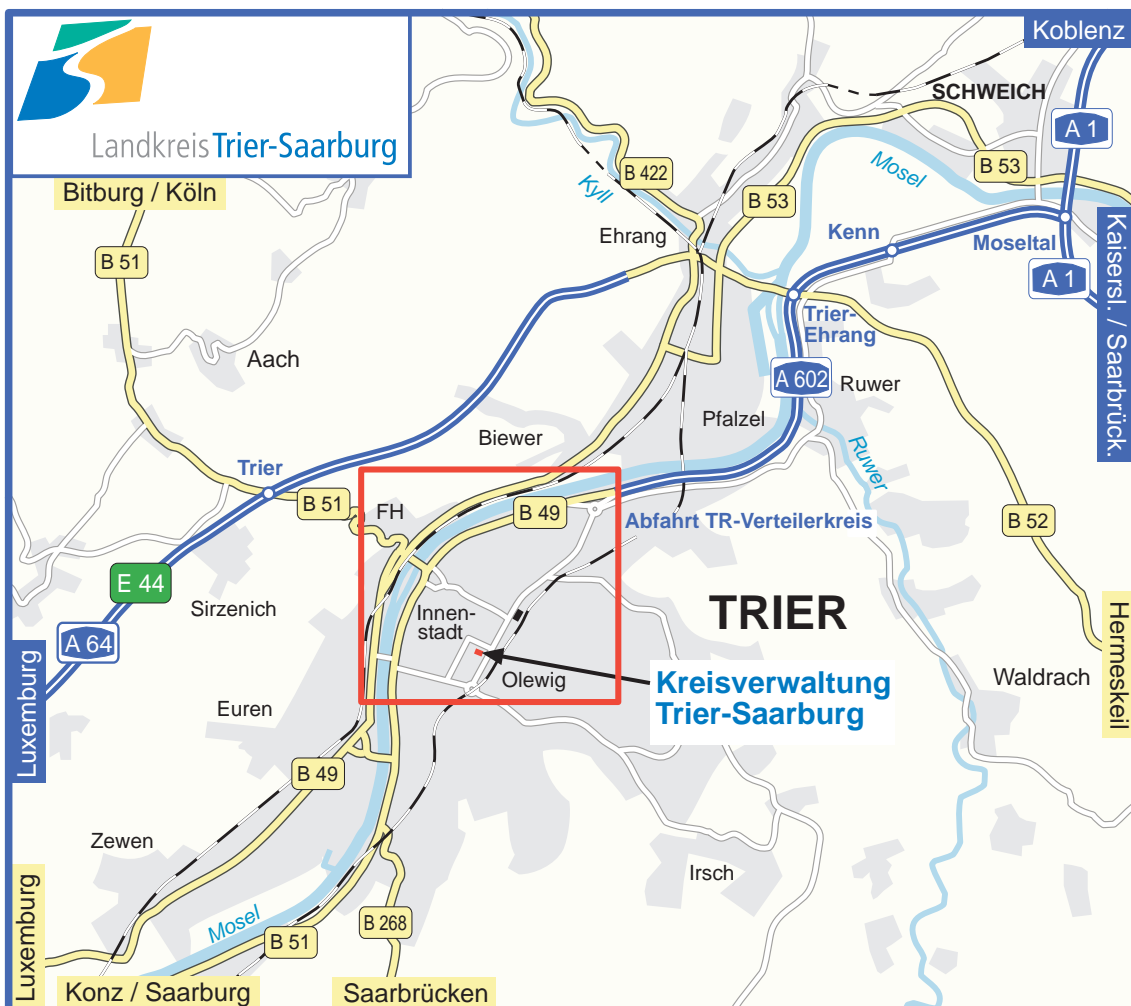 Landkreis Trier-Saarburg
Koblenz
SCHWEICH
A 1
Mosel
B 53
Bitburg / Köln
B 422
Kyll
B 53
Ehrang
Kenn
Moseltal
A 1
Kaisersl. / Saarbrück.
B 51
Trier-
Ehrang
Aach
A 602
Ruwer
Pfalzel
Biewer
Ruwer
Trier
B 51
FH
B 49
Abfahrt TR-Verteilerkreis
B 52
E 44
Sirzenich
Innen-
stadt
TRIER
Hermeskeil
A 64
Luxemburg
Olewig
Kreisverwaltung
Trier-Saarburg
Waldrach
Euren
B 49
Zewen
Irsch
Mosel
B 268
B 51
Luxemburg
Konz / Saarburg
Saarbrücken